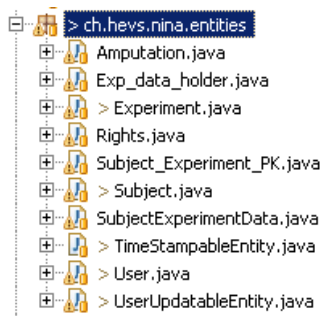 > ch.hevs.nina.entities
Amputation.java
Exp_data_holder.java
> Experiment.java
Rights.java
Subject_Experiment_PK.java
> Subject.java
SubjectExperimentData.java
> TimeStampableEntity.java
> User.java
> UserUpdatableEntity.java